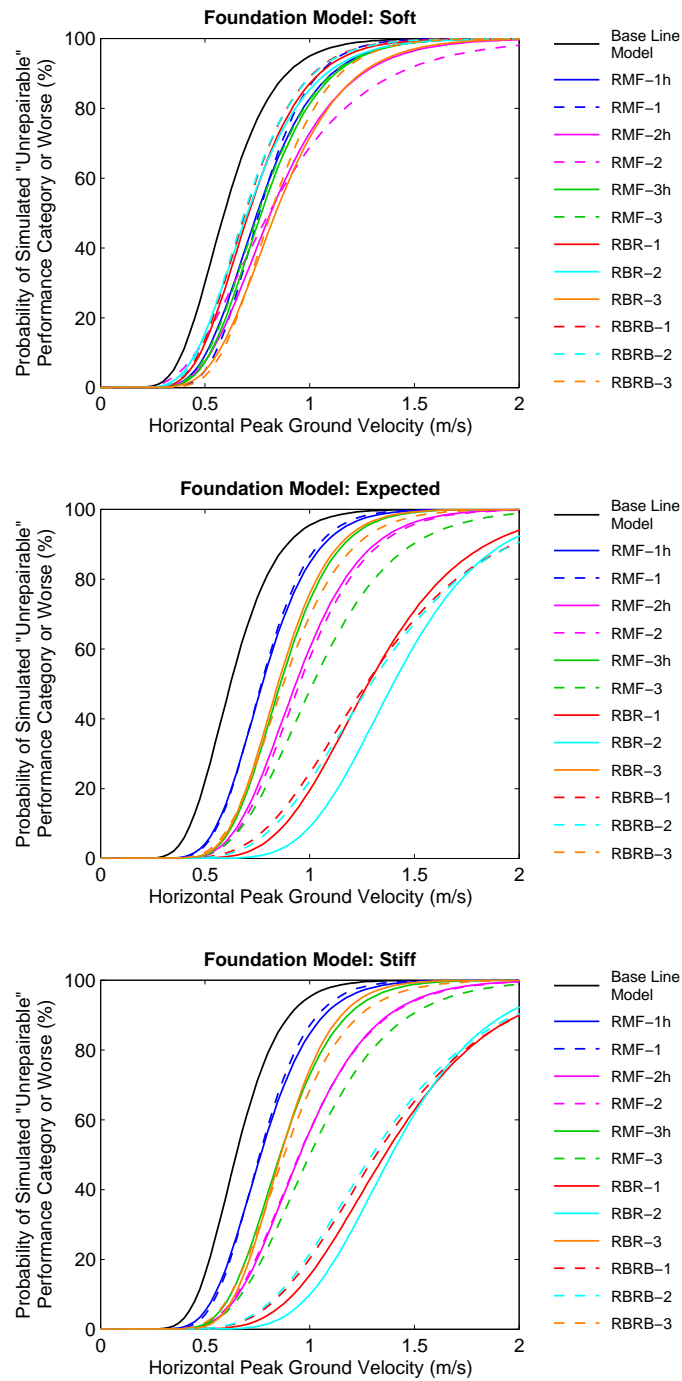 Foundation Model: Soft
Probability of Simulated "Unrepairable"
Performance Category or Worse (%)
100
80
60
40
20
0
0
0.5
1
1.5
2
Horizontal Peak Ground Velocity (m/s)
Base Line
Model
RMF−1h
RMF−1
RMF−2h
RMF−2
RMF−3h
RMF−3
RBR−1
RBR−2
RBR−3
RBRB−1
RBRB−2
RBRB−3
Foundation Model: Expected
Probability of Simulated "Unrepairable"
Performance Category or Worse (%)
100
80
60
40
20
0
0
0.5
1
1.5
2
Horizontal Peak Ground Velocity (m/s)
Base Line
Model
RMF−1h
RMF−1
RMF−2h
RMF−2
RMF−3h
RMF−3
RBR−1
RBR−2
RBR−3
RBRB−1
RBRB−2
RBRB−3
Foundation Model: Stiff
Probability of Simulated "Unrepairable"
Performance Category or Worse (%)
100
80
60
40
20
0
0
0.5
1
1.5
2
Horizontal Peak Ground Velocity (m/s)
Base Line
Model
RMF−1h
RMF−1
RMF−2h
RMF−2
RMF−3h
RMF−3
RBR−1
RBR−2
RBR−3
RBRB−1
RBRB−2
RBRB−3